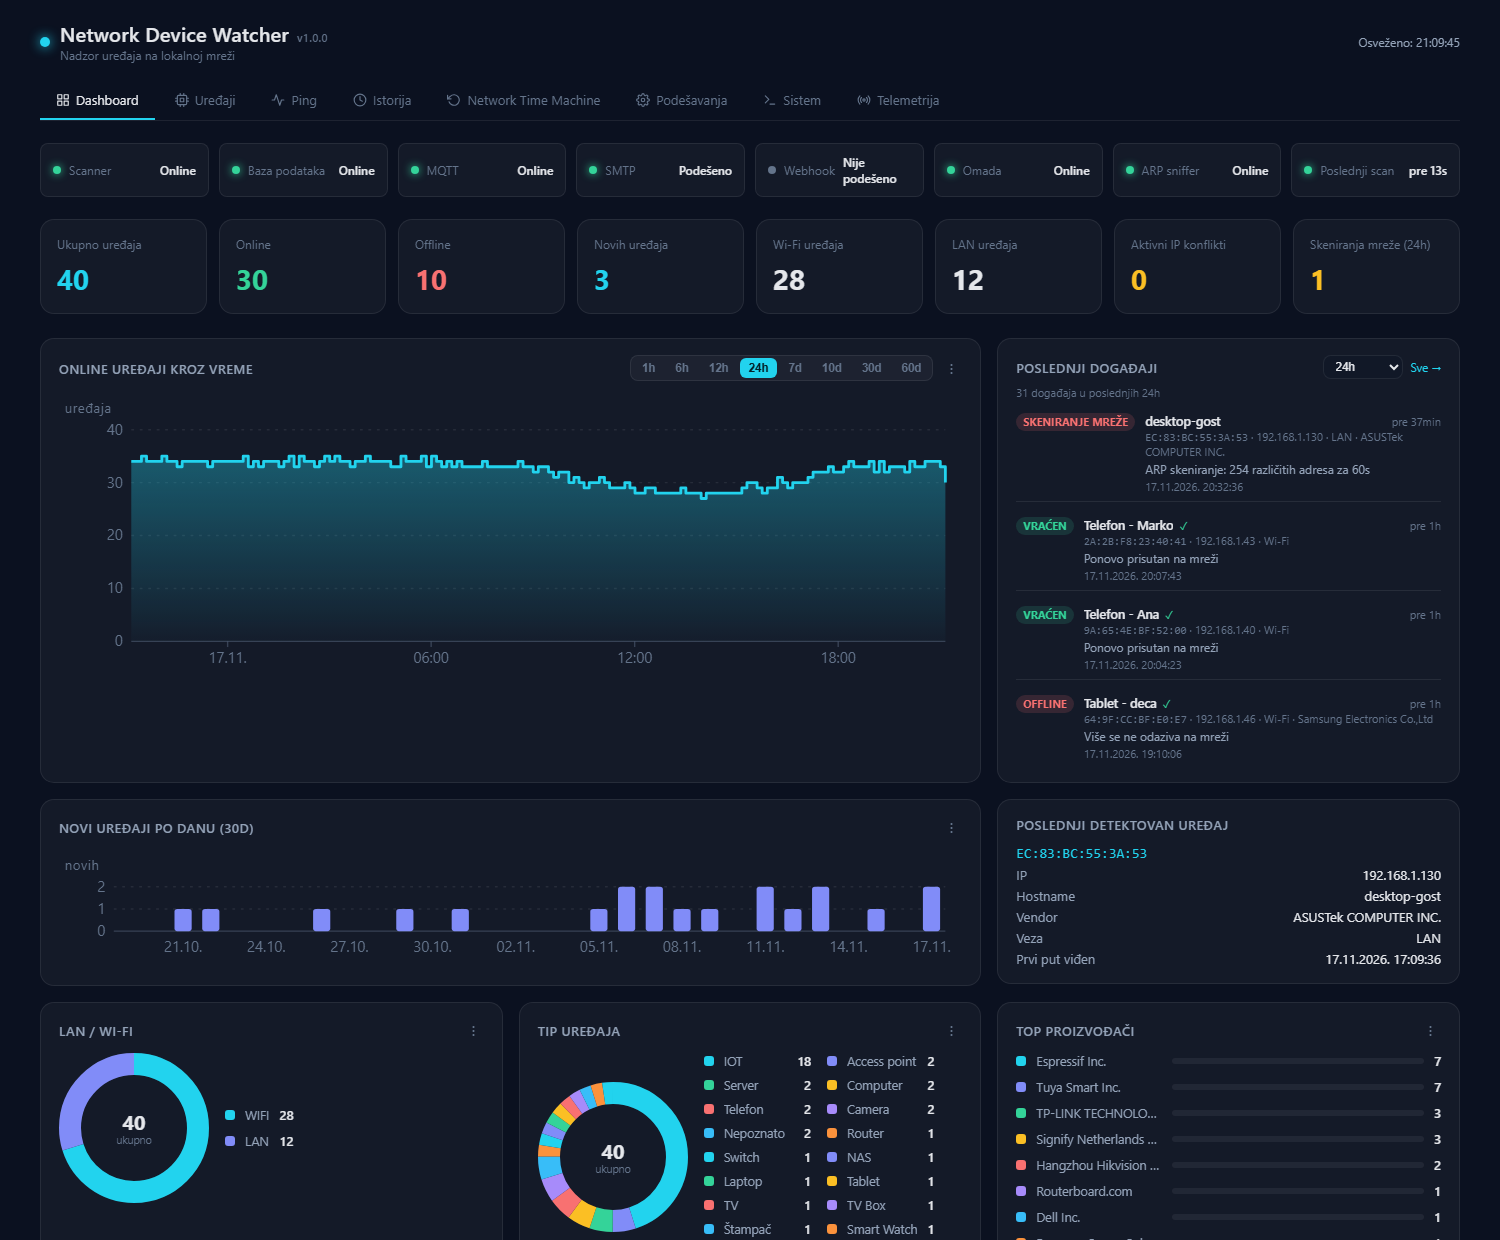 Network Device Watcher v1.0.0
Nadzor uređaja na lokalnoj mreži
Osveženo: 21:09:45
Dashboard
Uređaji
Ping
Istorija
Network Time Machine
Podešavanja
Sistem
Telemetrija
Scanner Online
Baza podataka Online
MQTT Online
SMTP Podešeno
Webhook Nije podešeno
Omada Online
ARP sniffer Online
Poslednji scan pre 13s
Ukupno uređaja
40
Online
30
Offline
10
Novih uređaja
3
Wi-Fi uređaja
28
LAN uređaja
12
Aktivni IP konflikti
0
Skeniranja mreže (24h)
1
ONLINE UREĐAJI KROZ VREME
1h 6h 12h 24h 7d 10d 30d 60d
uređaja
40
30
20
10
0
17.11. 06:00 12:00 18:00
POSLEDNJI DOGAĐAJI
24h
Sve →
31 događaja u poslednjih 24h
SKENIRANJE MREŽE desktop-gost pre 37min
EC:83:BC:55:3A:53 · 192.168.1.130 · LAN · ASUSTek
COMPUTER INC.
ARP skeniranje: 254 različitih adresa za 60s
17.11.2026. 20:32:36
VRAĆEN Telefon - Marko ✓ pre 1h
2A:2B:F8:23:40:41 · 192.168.1.43 · Wi-Fi
Ponovo prisutan na mreži
17.11.2026. 20:07:43
VRAĆEN Telefon - Ana ✓ pre 1h
9A:65:4E:BF:52:00 · 192.168.1.40 · Wi-Fi
Ponovo prisutan na mreži
17.11.2026. 20:04:23
OFFLINE Tablet - deca ✓ pre 1h
64:9F:CC:BF:E0:E7 · 192.168.1.46 · Wi-Fi · Samsung Electronics Co.,Ltd
Više se ne odaziva na mreži
17.11.2026. 19:10:06
NOVI UREĐAJI PO DANU (30D)
novih
2
1
0
21.10. 24.10. 27.10. 30.10. 02.11. 05.11. 08.11. 11.11. 14.11. 17.11.
POSLEDNJI DETEKTOVAN UREĐAJ
EC:83:BC:55:3A:53
IP 192.168.1.130
Hostname desktop-gost
Vendor ASUSTek COMPUTER INC.
Veza LAN
Prvi put viđen 17.11.2026. 17:09:36
LAN / WI-FI
40
ukupno
WIFI 28
LAN 12
TIP UREĐAJA
40
ukupno
IOT 18 Access point 2
Server 2 Computer 2
Telefon 2 Camera 2
Nepoznato 2 Router 1
Switch 1 NAS 1
Laptop 1 Tablet 1
TV 1 TV Box 1
Štampač 1 Smart Watch 1
TOP PROIZVOĐAČI
Espressif Inc. 7
Tuya Smart Inc. 7
TP-LINK TECHNOLO... 3
Signify Netherlands ... 3
Hangzhou Hikvision ... 2
Routerboard.com 1
Dell Inc. 1